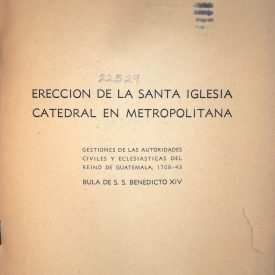 22529
ERECCION DE LA SANTA IGLESIA
CATEDRAL EN METROPOLITANA
GESTIONES DE LAS AUTORIDADES
CIVILES Y ECLESIASTICAS DEL
REINO DE GUATEMALA, 1708-43
BULA DE S. S. BENEDICTO XIV